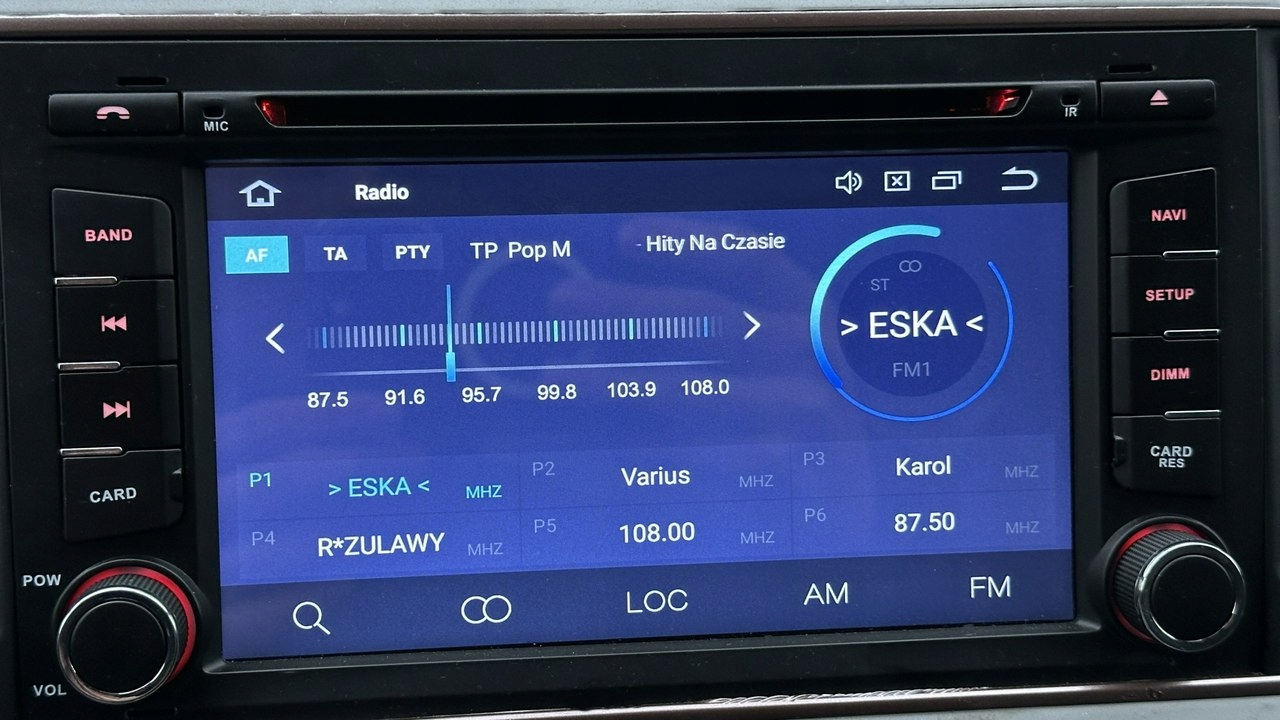 MIC
IR
BAND
CARD
POW
VOL
Radio
AF TA PTY TP Pop M - Hity Na Czasie
87.5 91.6 95.7 99.8 103.9 108.0
ST
> ESKA <
FM1
P1 > ESKA < MHZ P2 Varius MHZ P3 Karol MHZ
P4 R*ZULAWY MHZ P5 108.00 MHZ P6 87.50 MHZ
LOC AM FM
NAVI
SETUP
DIMM
CARD
RES